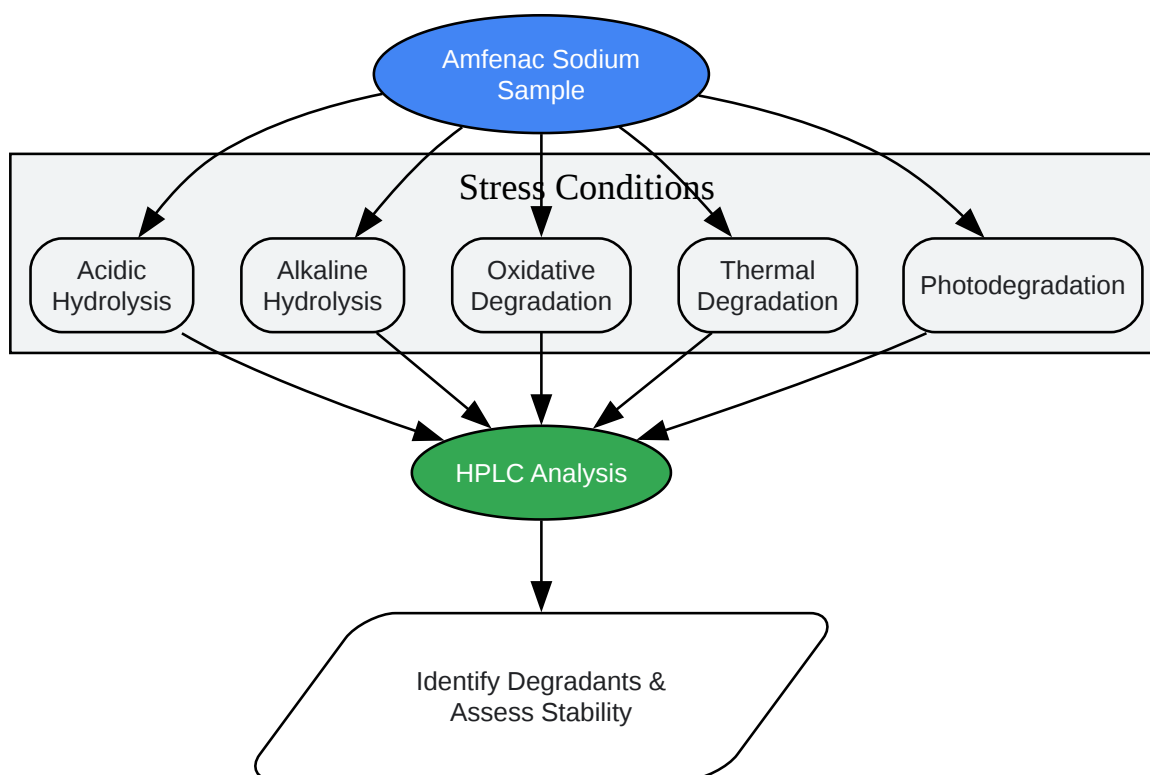 Amfenac Sodium
Sample
Stress Conditions
Acidic
Hydrolysis
Alkaline
Hydrolysis
Oxidative
Degradation
Thermal
Degradation
Photodegradation
HPLC Analysis
Identify Degradants &
Assess Stability